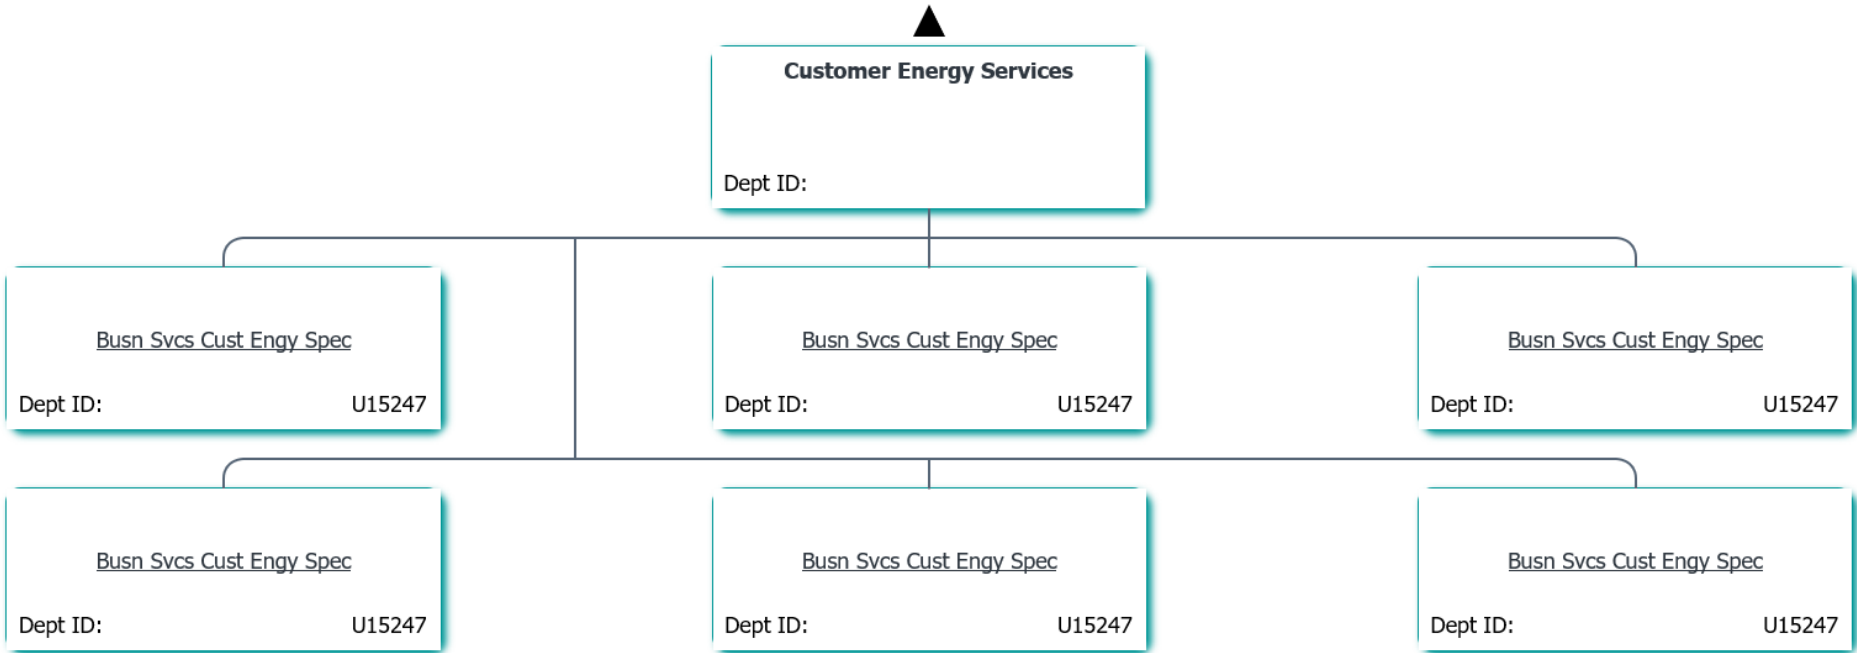 Customer Energy Services
Dept ID:
Busn Svcs Cust Engy Spec
Dept ID: U15247
Busn Svcs Cust Engy Spec
Dept ID: U15247
Busn Svcs Cust Engy Spec
Dept ID: U15247
Busn Svcs Cust Engy Spec
Dept ID: U15247
Busn Svcs Cust Engy Spec
Dept ID: U15247
Busn Svcs Cust Engy Spec
Dept ID: U15247